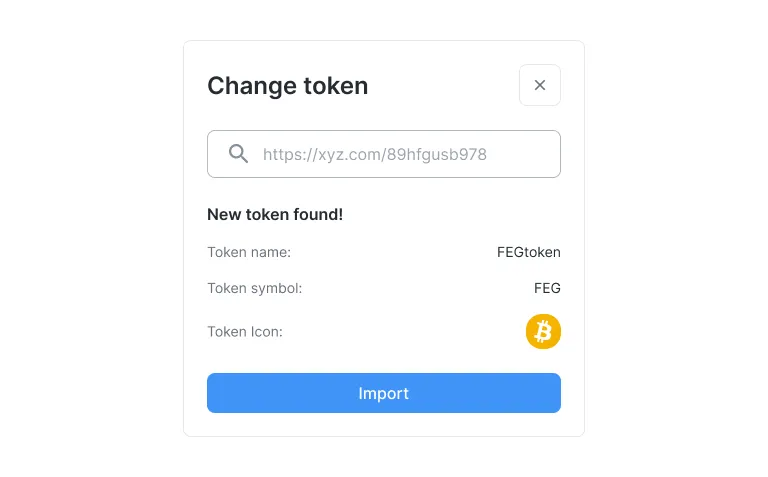 Change token
https://xyz.com/89hfgusb978
New token found!
Token name: FEGtoken
Token symbol: FEG
Token Icon:
Import